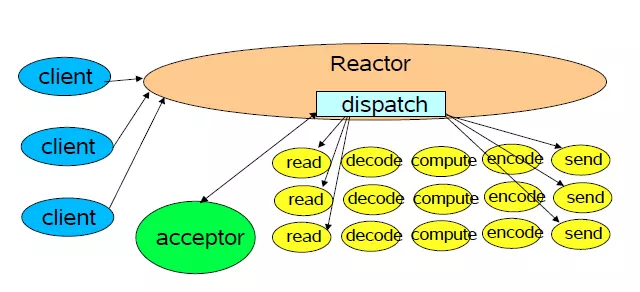 Reactor
client
dispatch
client
client
read decode compute encode send
read decode compute encode send
acceptor
read decode compute encode send